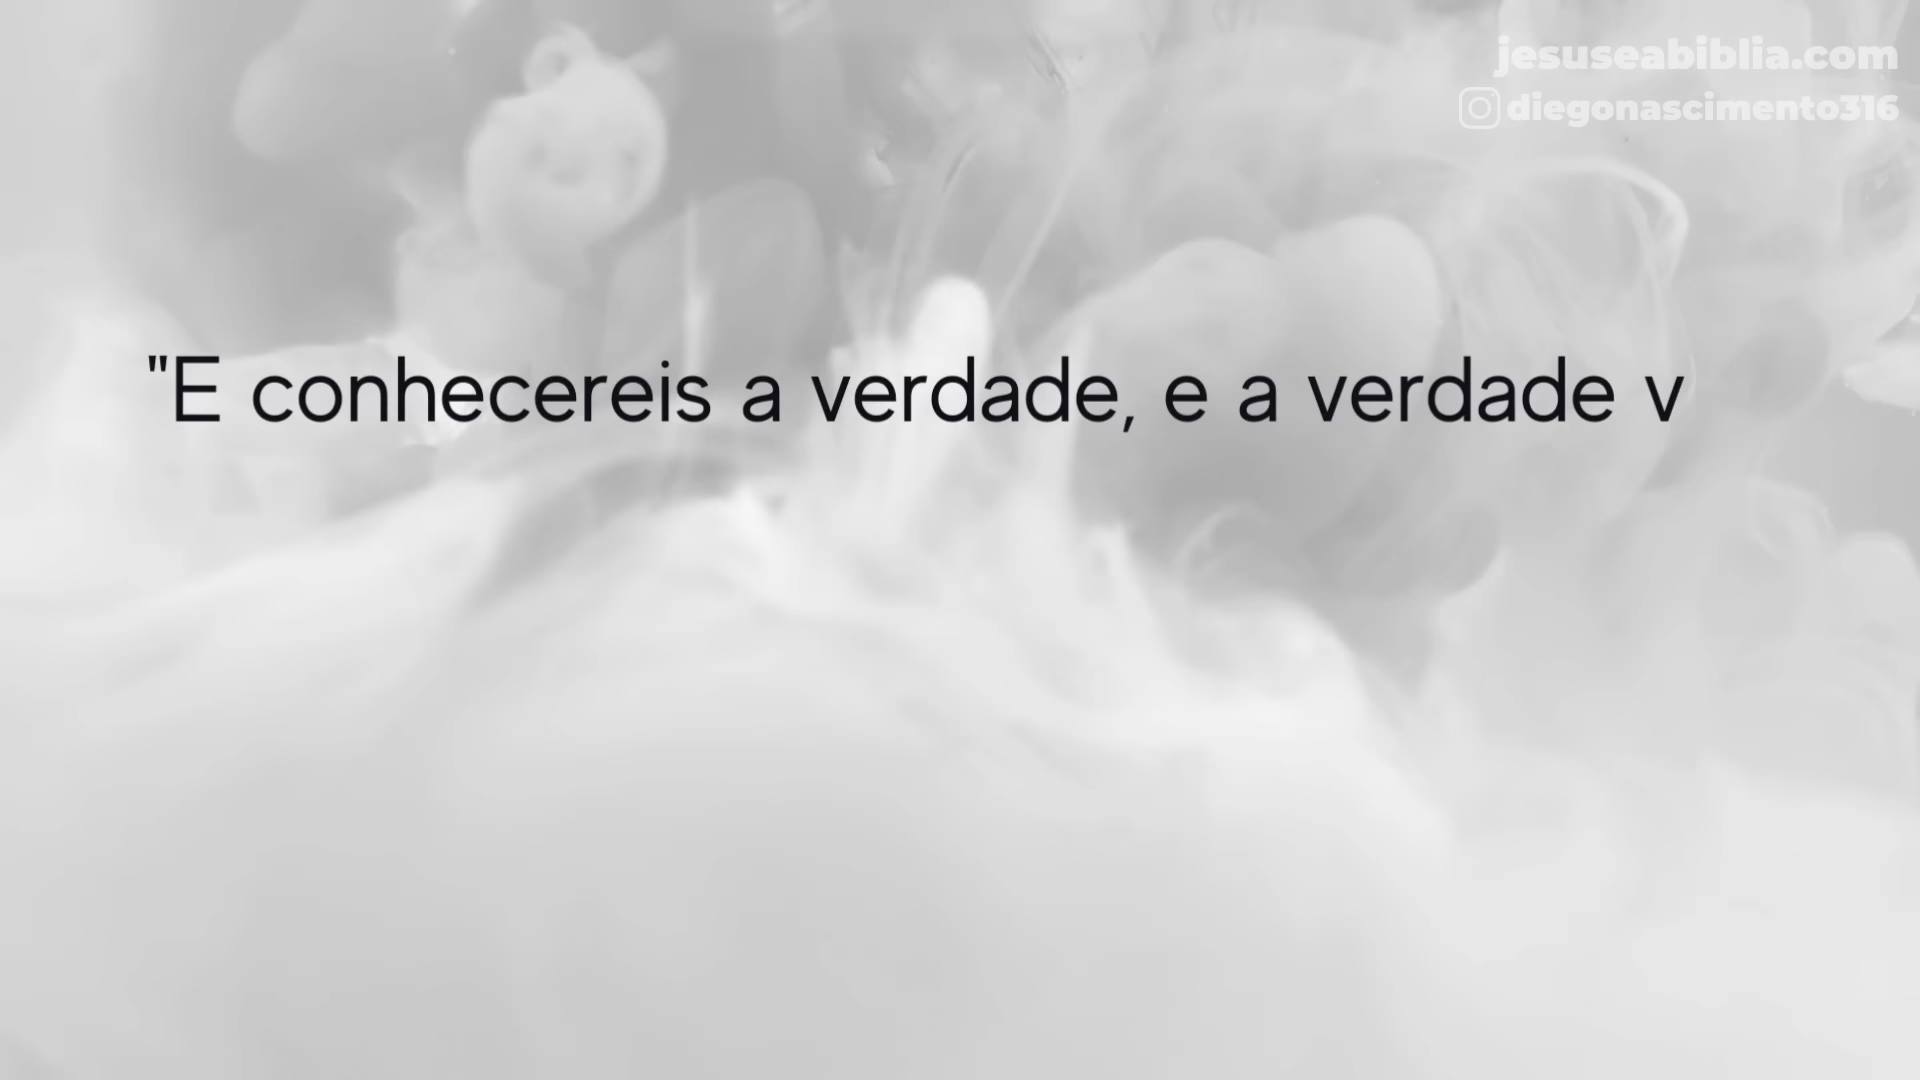 jesuseabiblia.com
diegonascimento316
"E conhecereis a verdade, e a verdade v